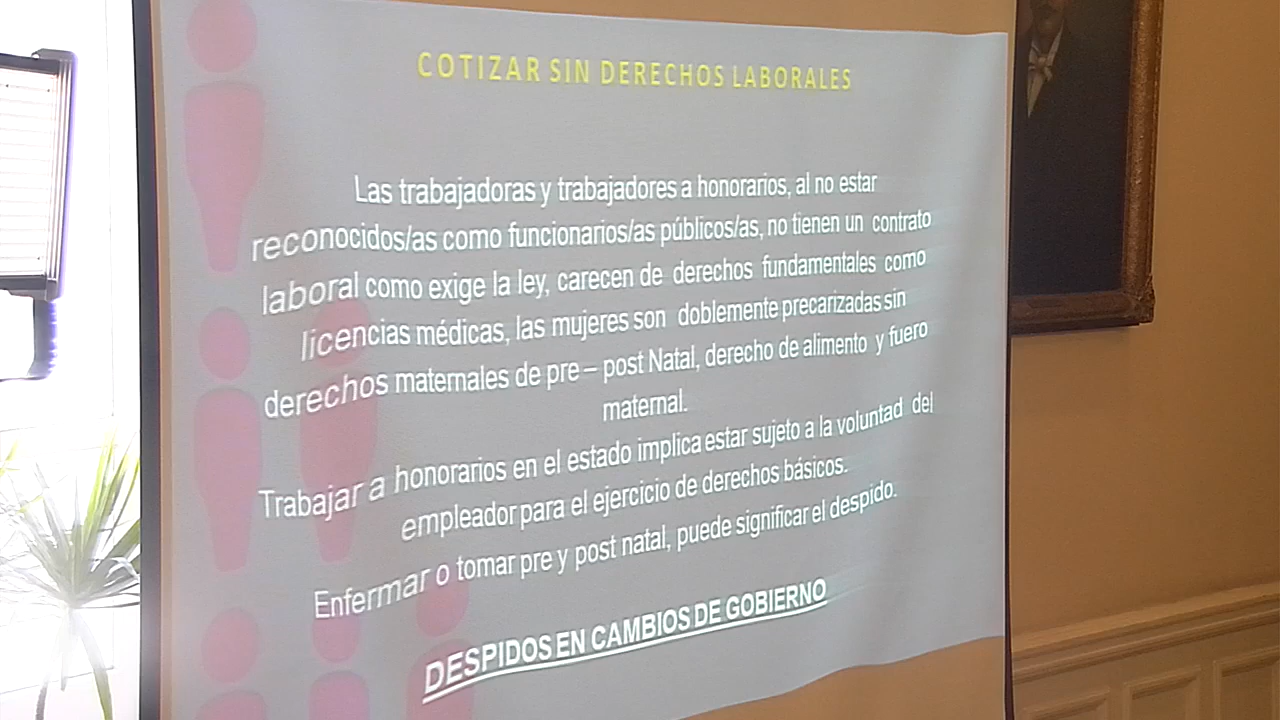 COTIZAR SIN DERECHOS LABORALES
Las trabajadoras y trabajadores a honorarios, al no estar
reconocidos/as como funcionarios/as públicos/as, no tienen un contrato
laboral como exige la ley, carecen de derechos fundamentales como
licencias médicas, las mujeres son doblemente precarizadas sin
derechos maternales de pre – post Natal, derecho de alimento y fuero
maternal.
Trabajar a honorarios en el estado implica estar sujeto a la voluntad del
empleador para el ejercicio de derechos básicos.
Enfermar o tomar pre y post natal, puede significar el despido.
DESPIDOS EN CAMBIOS DE GOBIERNO